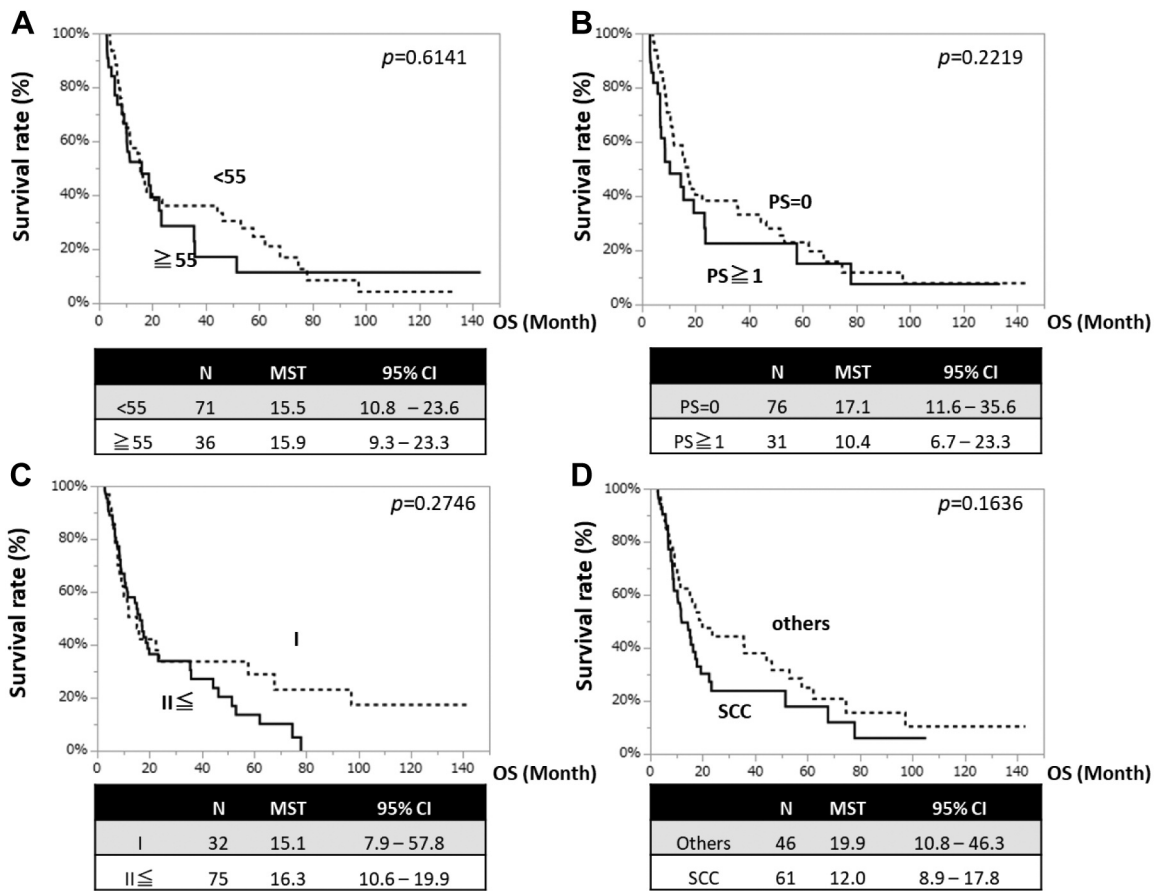 A
Survival rate (%)
100%
80%
60%
40%
20%
0%
p=0.6141
<55
≧55
0 20 40 60 80 100 120 140
OS (Month)
N MST 95% CI
<55 71 15.5 10.8 – 23.6
≧55 36 15.9 9.3 – 23.3
B
Survival rate (%)
100%
80%
60%
40%
20%
0%
p=0.2219
PS=0
PS≧1
0 20 40 60 80 100 120 140
OS (Month)
N MST 95% CI
PS=0 76 17.1 11.6 – 35.6
PS≧1 31 10.4 6.7 – 23.3
C
Survival rate (%)
100%
80%
60%
40%
20%
0%
p=0.2746
I
II≦
0 20 40 60 80 100 120 140
OS (Month)
N MST 95% CI
I 32 15.1 7.9 – 57.8
II≦ 75 16.3 10.6 – 19.9
D
Survival rate (%)
100%
80%
60%
40%
20%
0%
p=0.1636
others
SCC
0 20 40 60 80 100 120 140
OS (Month)
N MST 95% CI
Others 46 19.9 10.8 – 46.3
SCC 61 12.0 8.9 – 17.8